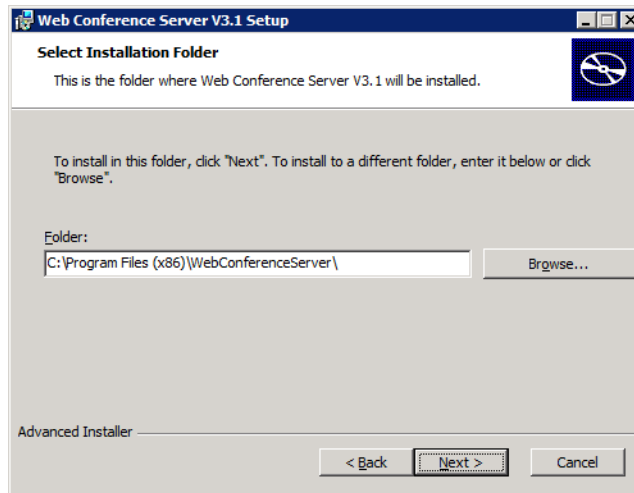 Web Conference Server V3.1 Setup
Select Installation Folder
This is the folder where Web Conference Server V3.1 will be installed.
To install in this folder, click "Next". To install to a different folder, enter it below or click
"Browse".
Folder:
C:\Program Files (x86)\WebConferenceServer\
Browse...
Advanced Installer
< Back
Next >
Cancel